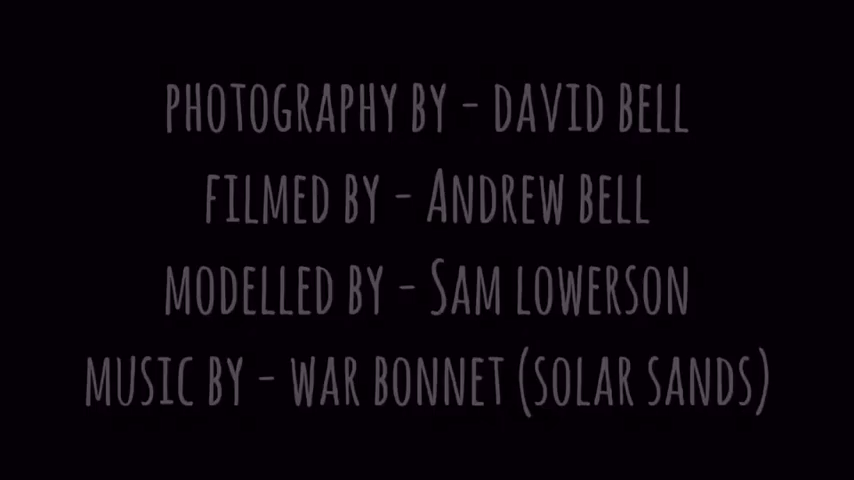 PHOTOGRAPHY BY - DAVID BELL
FILMED BY - ANDREW BELL
MODELLED BY - SAM LOWERSON
MUSIC BY - WAR BONNET (SOLAR SANDS)